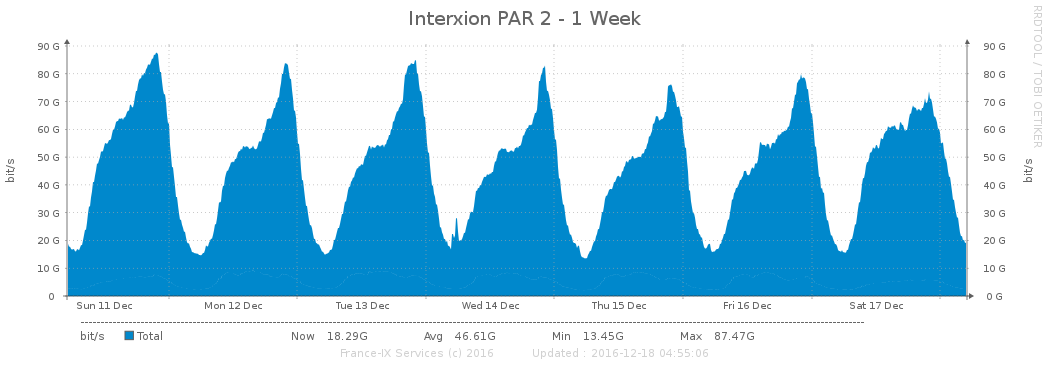 Interxion PAR 2 - 1 Week
RRDTOOL / TOBI OETIKER
90 G 90 G
80 G 80 G
70 G 70 G
60 G 60 G
50 G 50 G
40 G 40 G
30 G 30 G
20 G 20 G
10 G 10 G
0 0 G
bit/s
bit/s
Sun 11 Dec Mon 12 Dec Tue 13 Dec Wed 14 Dec Thu 15 Dec Fri 16 Dec Sat 17 Dec
bit/s Total Now 18.29G Avg 46.61G Min 13.45G Max 87.47G
France-IX Services (c) 2016 Updated : 2016-12-18 04:55:06